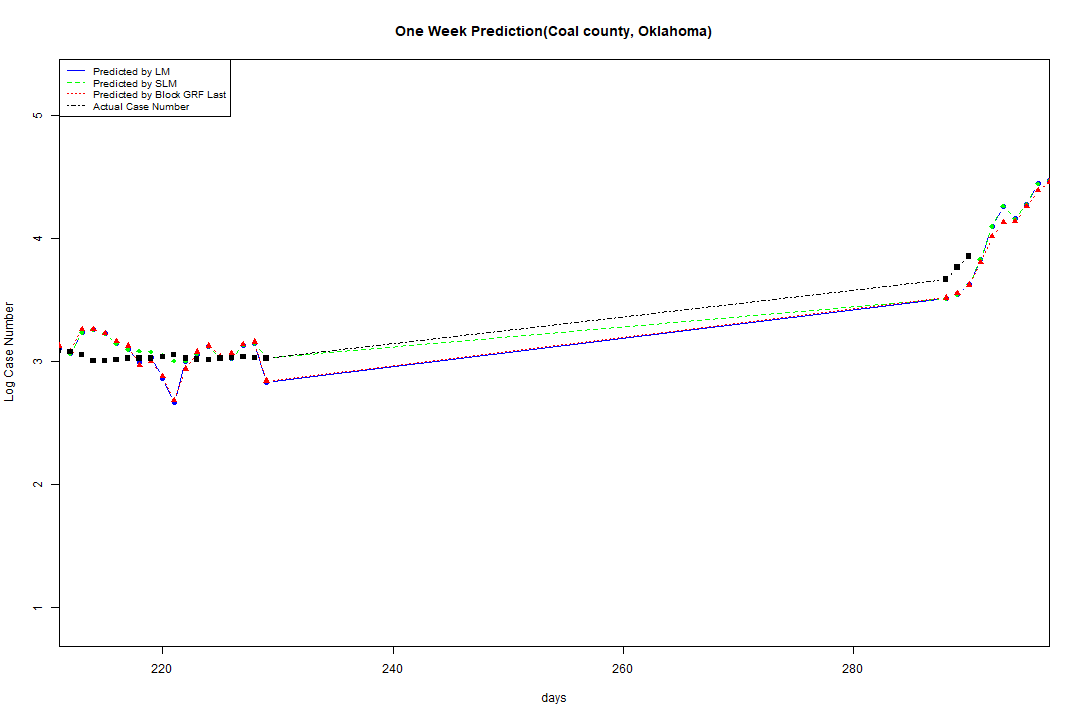 One Week Prediction(Coal county, Oklahoma)
Predicted by LM
Predicted by SLM
Predicted by Block GRF Last
Actual Case Number
5
4
3
2
1
Log Case Number
220
240
260
280
days